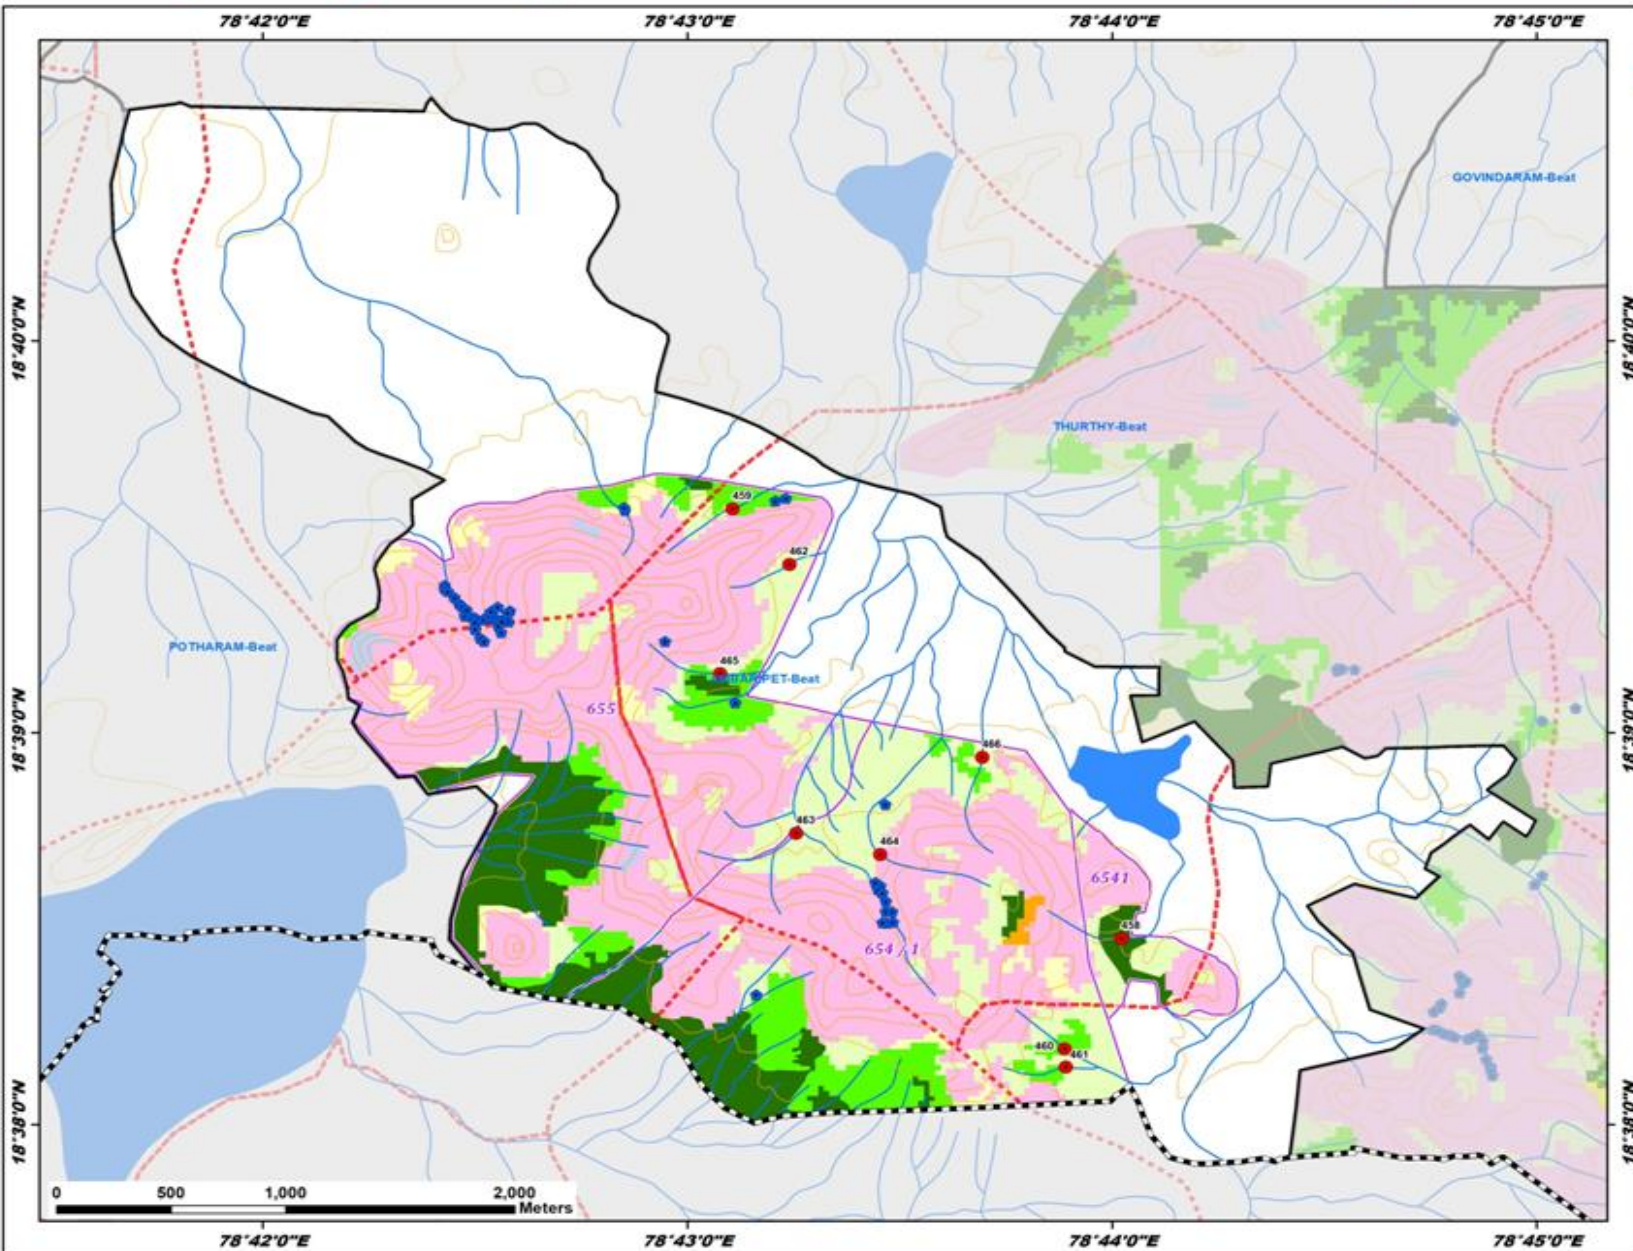 78°42'0"E 78°43'0"E 78°44'0"E 78°45'0"E
GOVINDARAM-Beat
18°40'0"N 18°40'0"N
THURTHY-Beat
459
462
POTHARAM-Beat
465
PET-Beat
655
18°39'0"N 18°39'0"N
466
463
464
6541
458
654 / 1
460
461
18°38'0"N 18°38'0"N
0 500 1,000 2,000
Meters
78°42'0"E 78°43'0"E 78°44'0"E 78°45'0"E